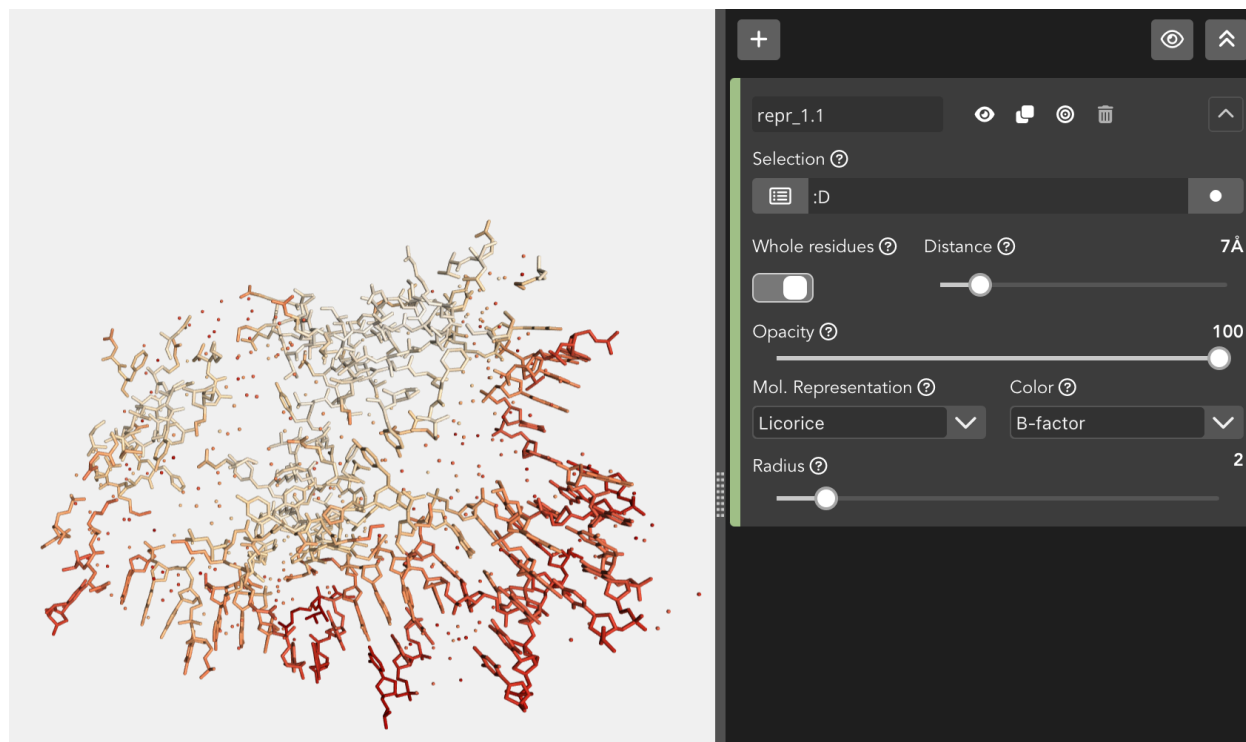 repr_1.1
Selection
:D
Whole residues Distance 7Å
Opacity 100
Mol. Representation Color
Licorice B-factor
Radius 2